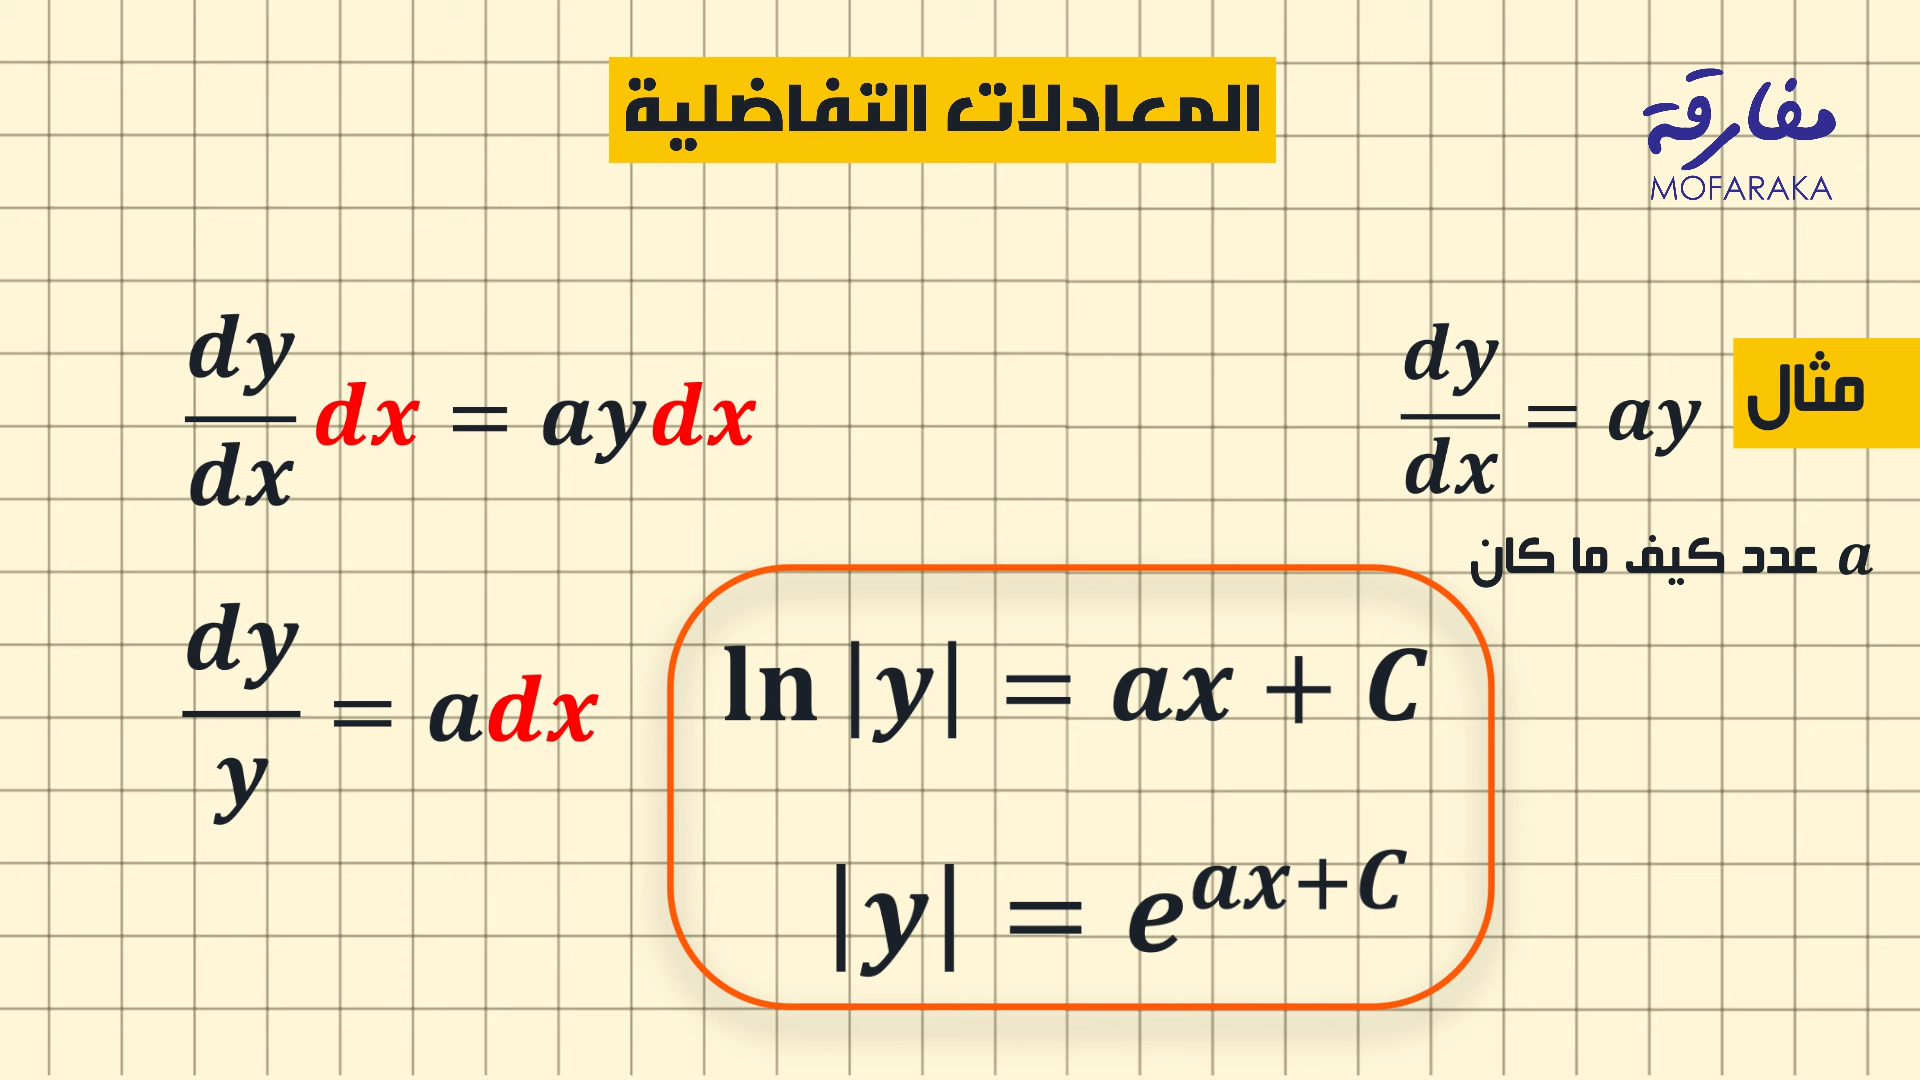 المعادلات التفاضلية
مفارقة
MOFARAKA
مثال
dy/dx = ay
a عدد كيف ما كان
dy/dx dx = aydx
dy/y = adx
ln |y| = ax + C
|y| = e^{ax+C}